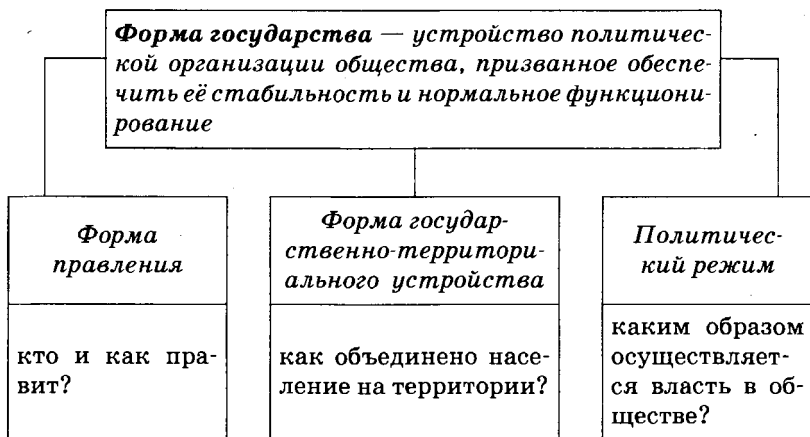 Форма государства — устройство политичес-
кой организации общества, призванное обеспе-
чить её стабильность и нормальное функциони-
рование
Форма
правления
кто и как пра-
вит?
Форма государ-
ственно-территори-
ального устройства
как объединено насе-
ление на территории?
Политичес-
кий режим
каким образом
осуществляет-
ся власть в об-
ществе?